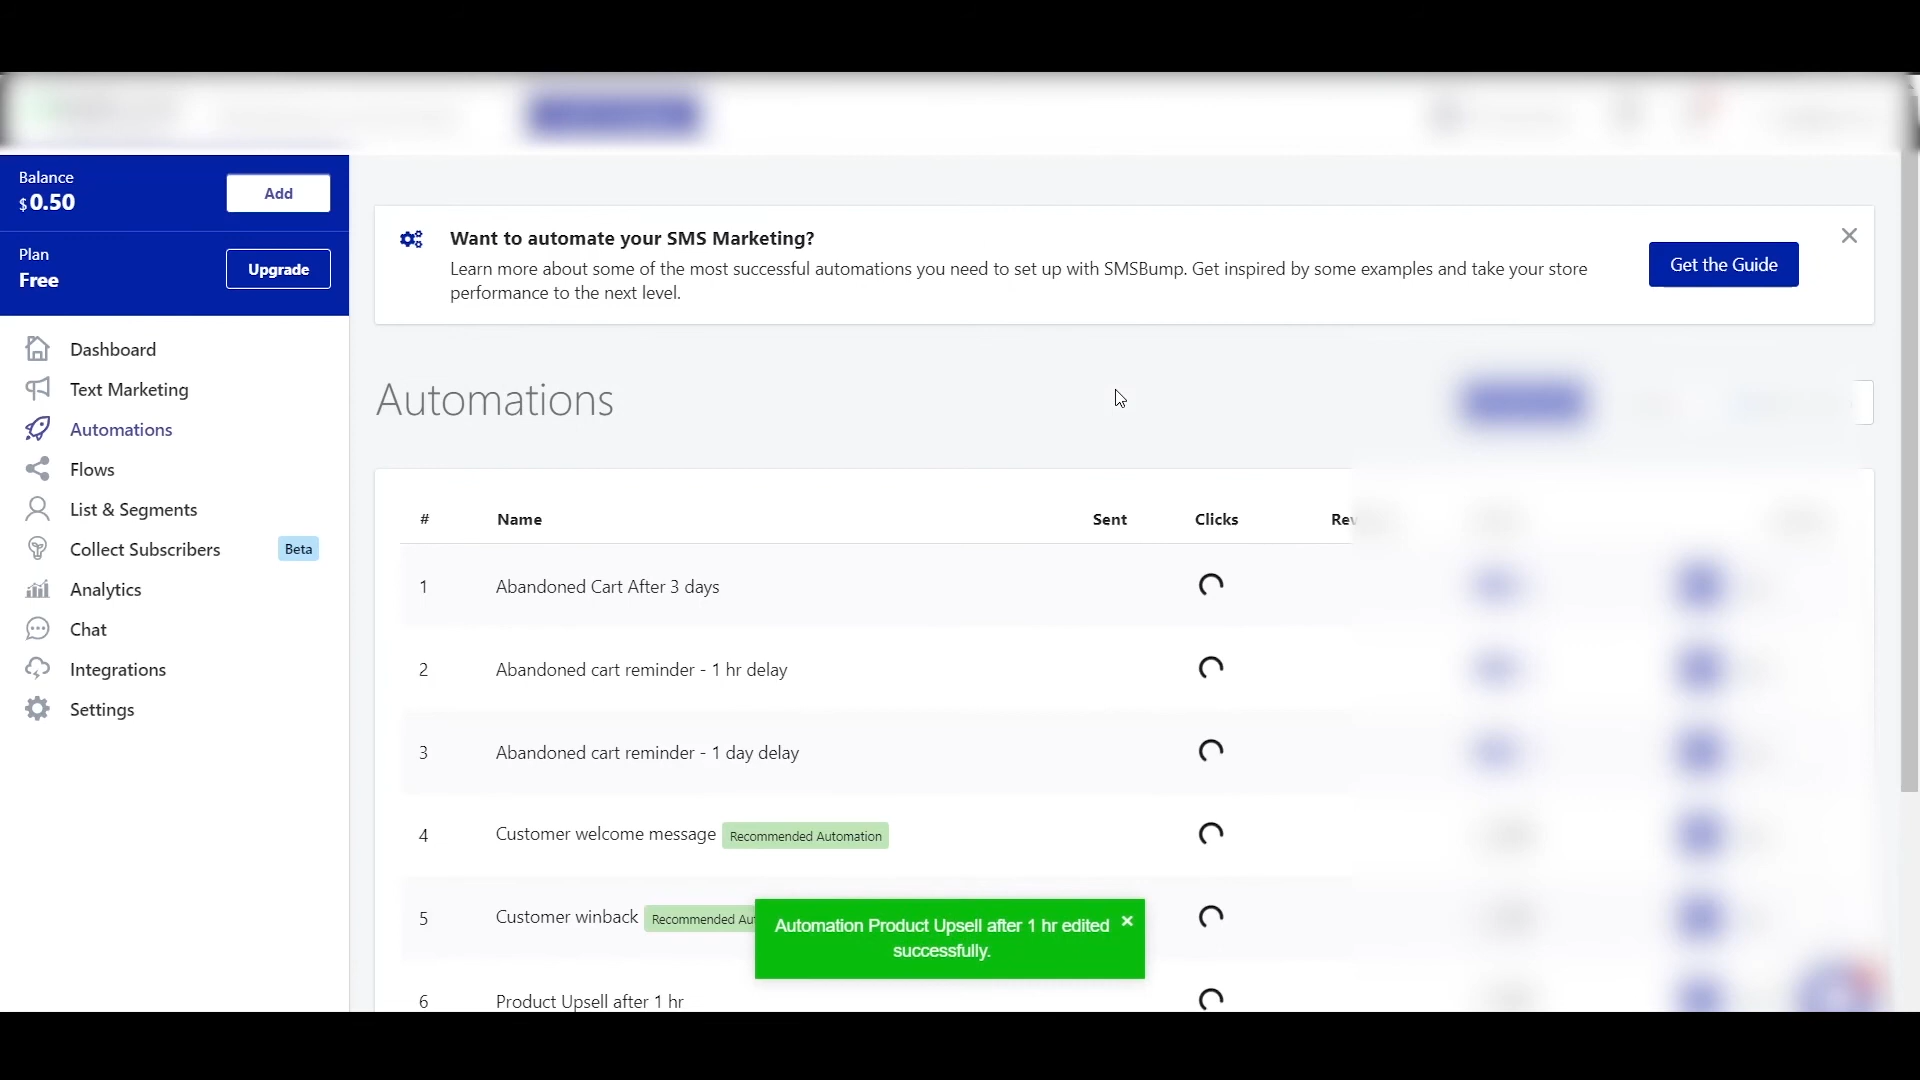 Balance
$ 0.50
Add
Plan
Free
Upgrade
Dashboard
Text Marketing
Automations
Flows
List & Segments
Collect Subscribers
Beta
Analytics
Chat
Integrations
Settings
Want to automate your SMS Marketing?
Learn more about some of the most successful automations you need to set up with SMSBump. Get inspired by some examples and take your store
performance to the next level.
Get the Guide
Automations
# Name Sent Clicks
1 Abandoned Cart After 3 days
2 Abandoned cart reminder - 1 hr delay
3 Abandoned cart reminder - 1 day delay
4 Customer welcome message Recommended Automation
5 Customer winback Recommended
Automation Product Upsell after 1 hr edited
successfully.
6 Product Upsell after 1 hr